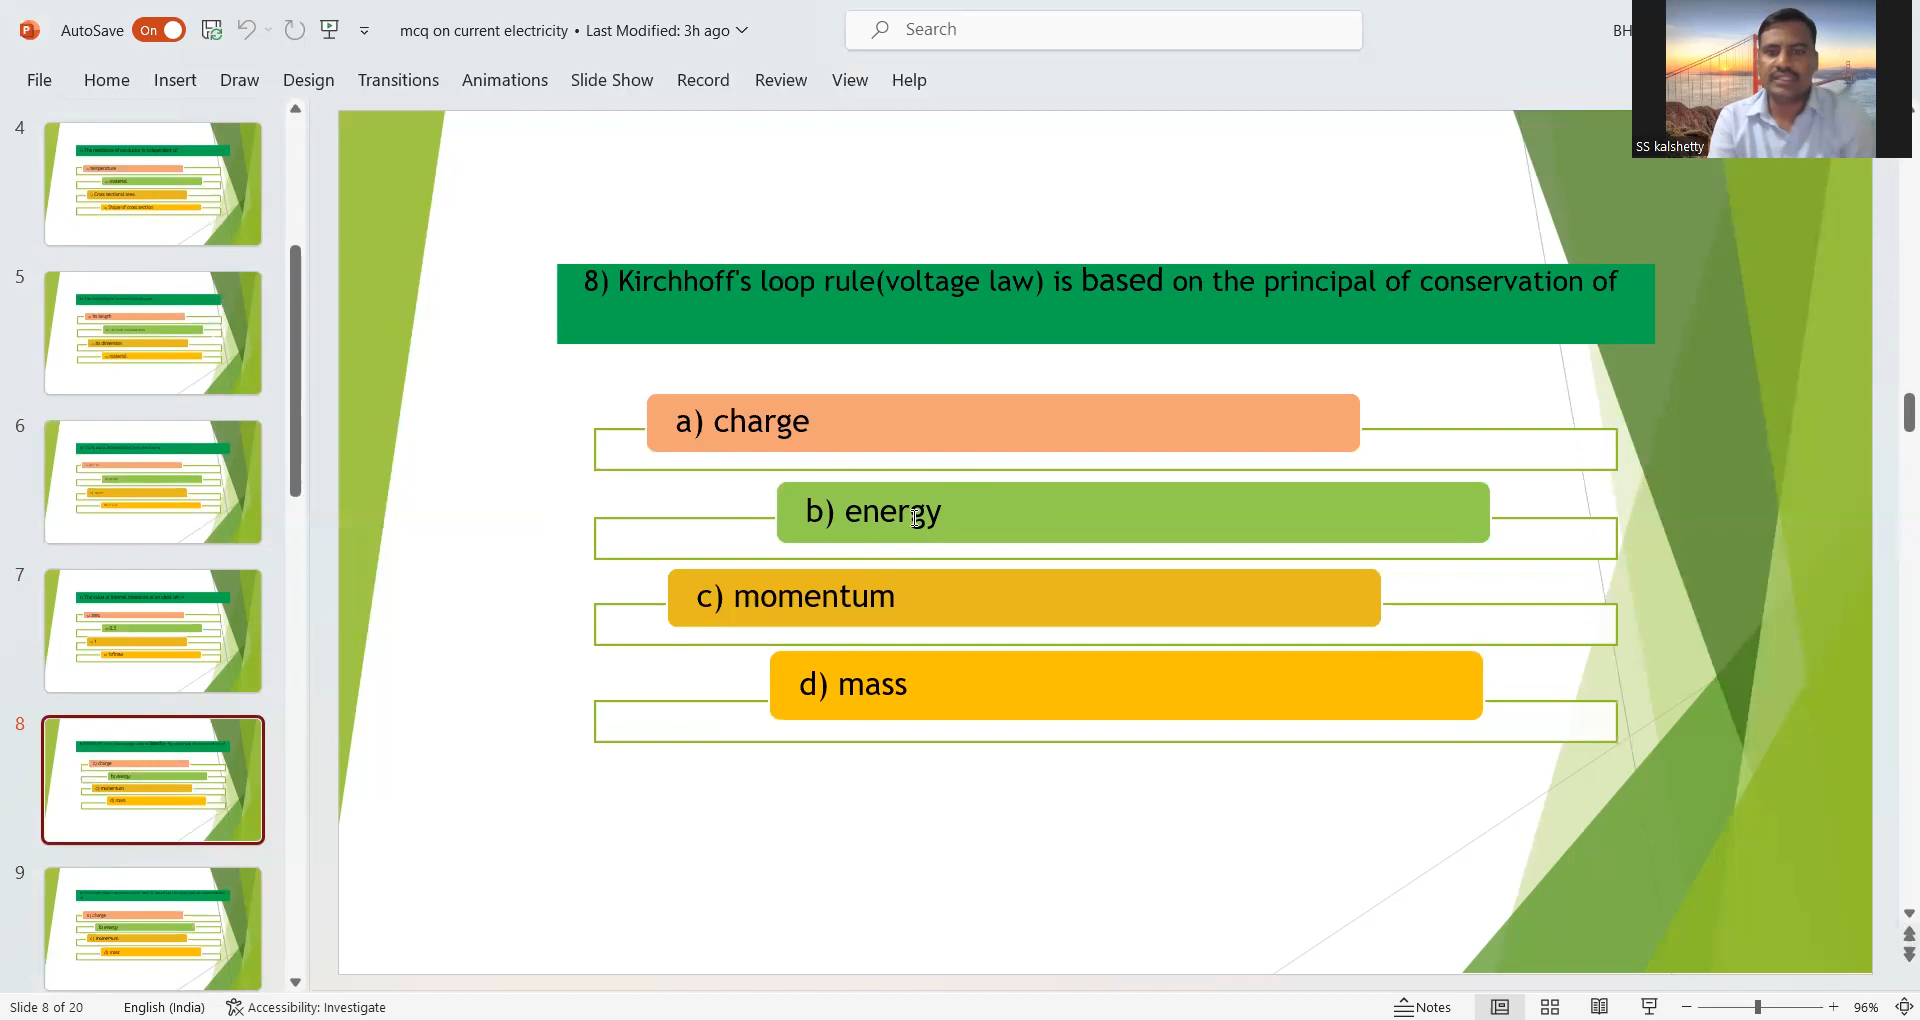 AutoSave On mcq on current electricity • Last Modified: 3h ago Search BH
File Home Insert Draw Design Transitions Animations Slide Show Record Review View Help
SS kalshetty
4
5
6
7
8
9
8) Kirchhoff's loop rule(voltage law) is based on the principal of conservation of
a) charge
b) energy
c) momentum
d) mass
Slide 8 of 20 English (India) Accessibility: Investigate Notes 96%